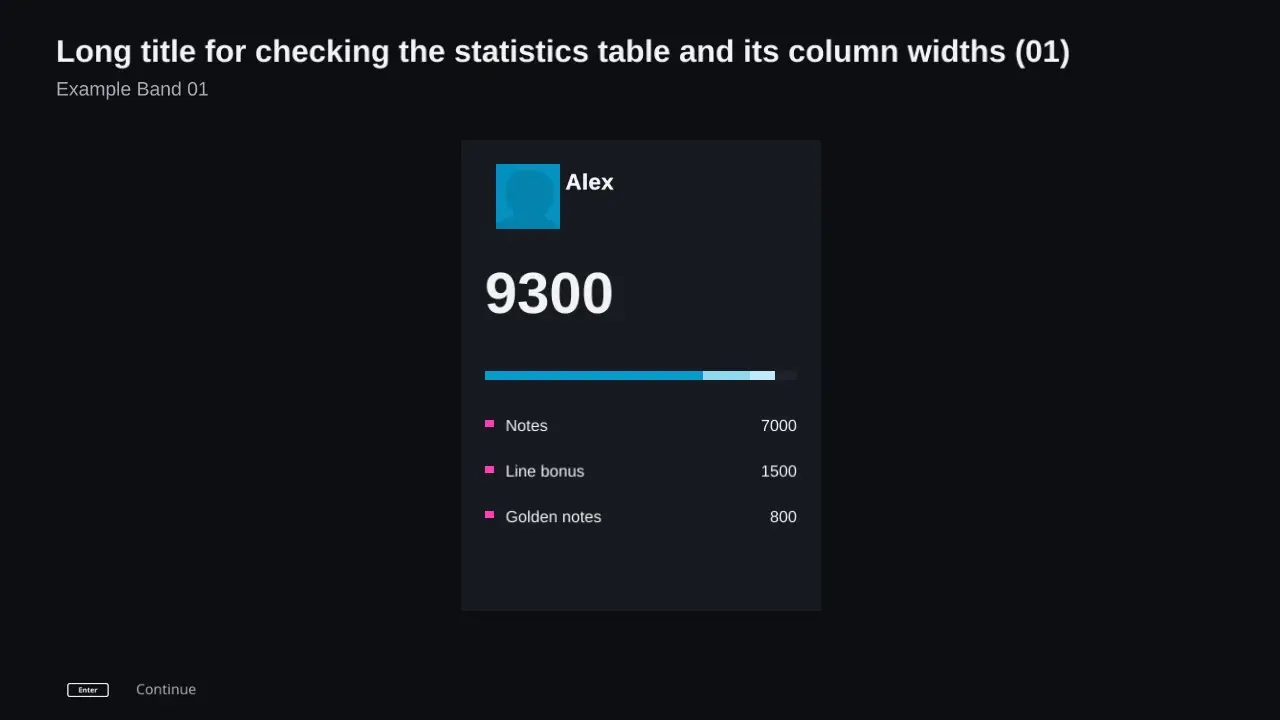 Long title for checking the statistics table and its column widths (01)
Example Band 01
Alex
9300
Notes 7000
Line bonus 1500
Golden notes 800
Enter Continue